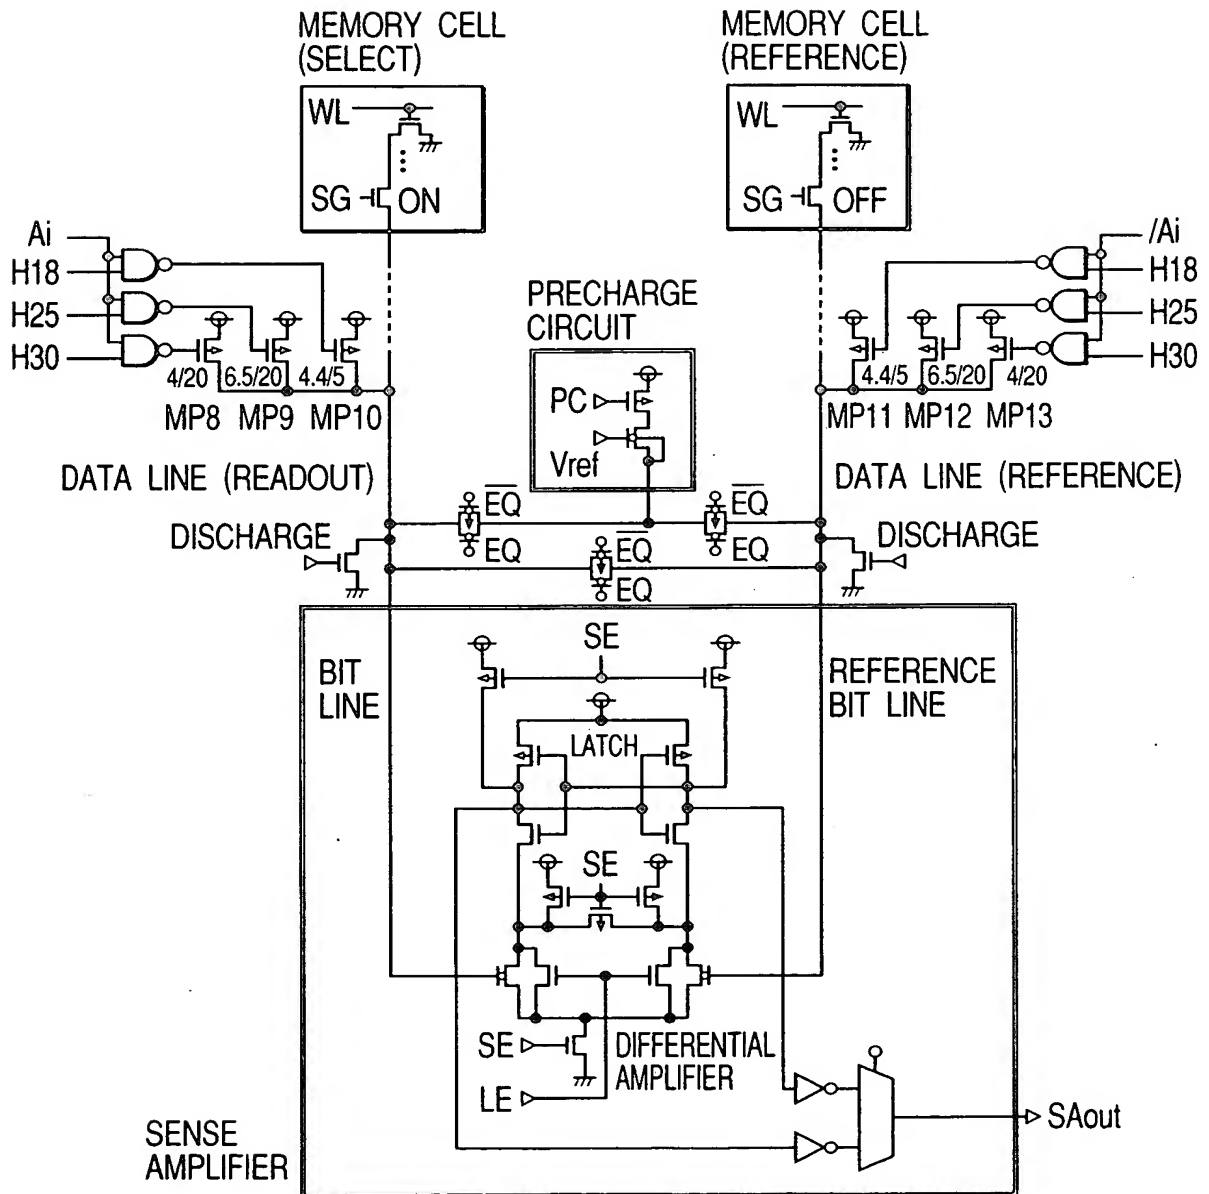 MEMORY CELL
(SELECT)
MEMORY CELL
(REFERENCE)
WL
SG
ON
WL
SG
OFF
Ai
H18
H25
H30
/Ai
H18
H25
H30
PRECHARGE
CIRCUIT
PC
Vref
4/20
6.5/20
4.4/5
MP8
MP9
MP10
4.4/5
6.5/20
4/20
MP11
MP12
MP13
DATA LINE (READOUT)
DATA LINE (REFERENCE)
EQ
EQ
EQ
EQ
EQ
EQ
DISCHARGE
DISCHARGE
BIT
LINE
SE
REFERENCE
BIT LINE
LATCH
SE
SE
DIFFERENTIAL
AMPLIFIER
LE
SAout
SENSE
AMPLIFIER